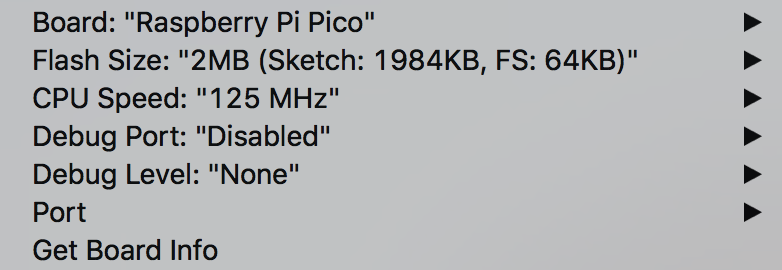 Board: "Raspberry Pi Pico"
Flash Size: "2MB (Sketch: 1984KB, FS: 64KB)"
CPU Speed: "125 MHz"
Debug Port: "Disabled"
Debug Level: "None"
Port
Get Board Info